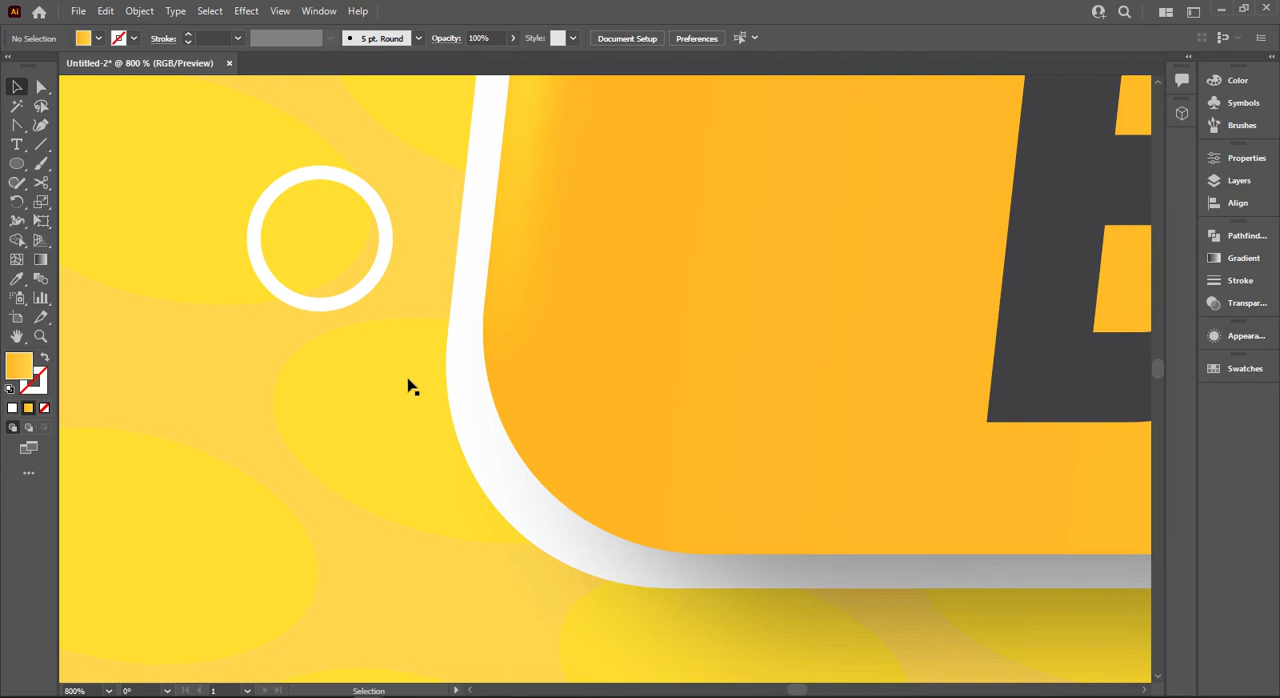 Ai File Edit Object Type Select Effect View Window Help
No Selection Stroke: 5 pt. Round Opacity: 100% Style: Document Setup Preferences
Untitled-2* @ 800 % (RGB/Preview) ×
Color
Symbols
Brushes
Properties
Layers
Align
Pathfind...
Gradient
Stroke
Transpar...
Appeara...
Swatches
800% 0° 1 Selection